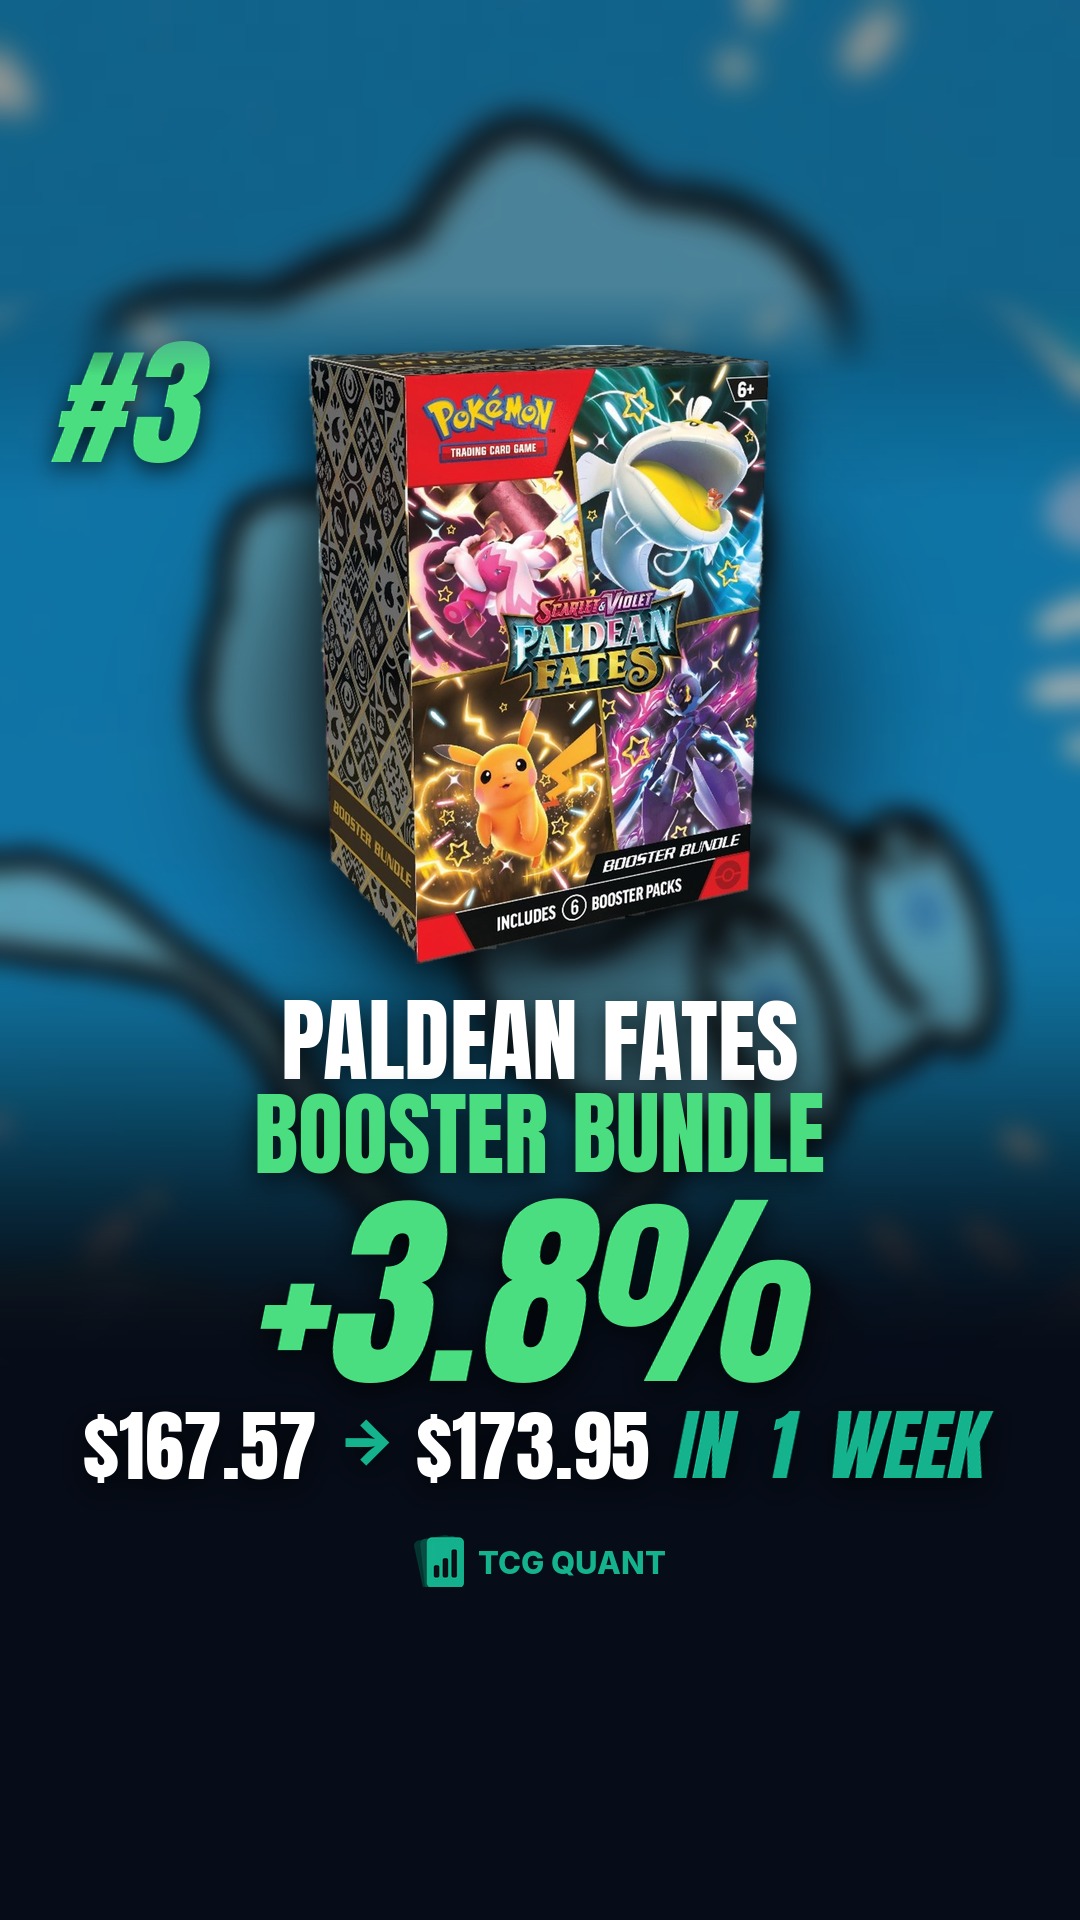 #3
6+
POKéMON
TRADING CARD GAME
SCARLET & VIOLET
PALDEAN
FATES
BOOSTER BUNDLE
BOOSTER BUNDLE
INCLUDES 6 BOOSTER PACKS
PALDEAN FATES
BOOSTER BUNDLE
+3.8%
$167.57 → $173.95 IN 1 WEEK
TCG QUANT